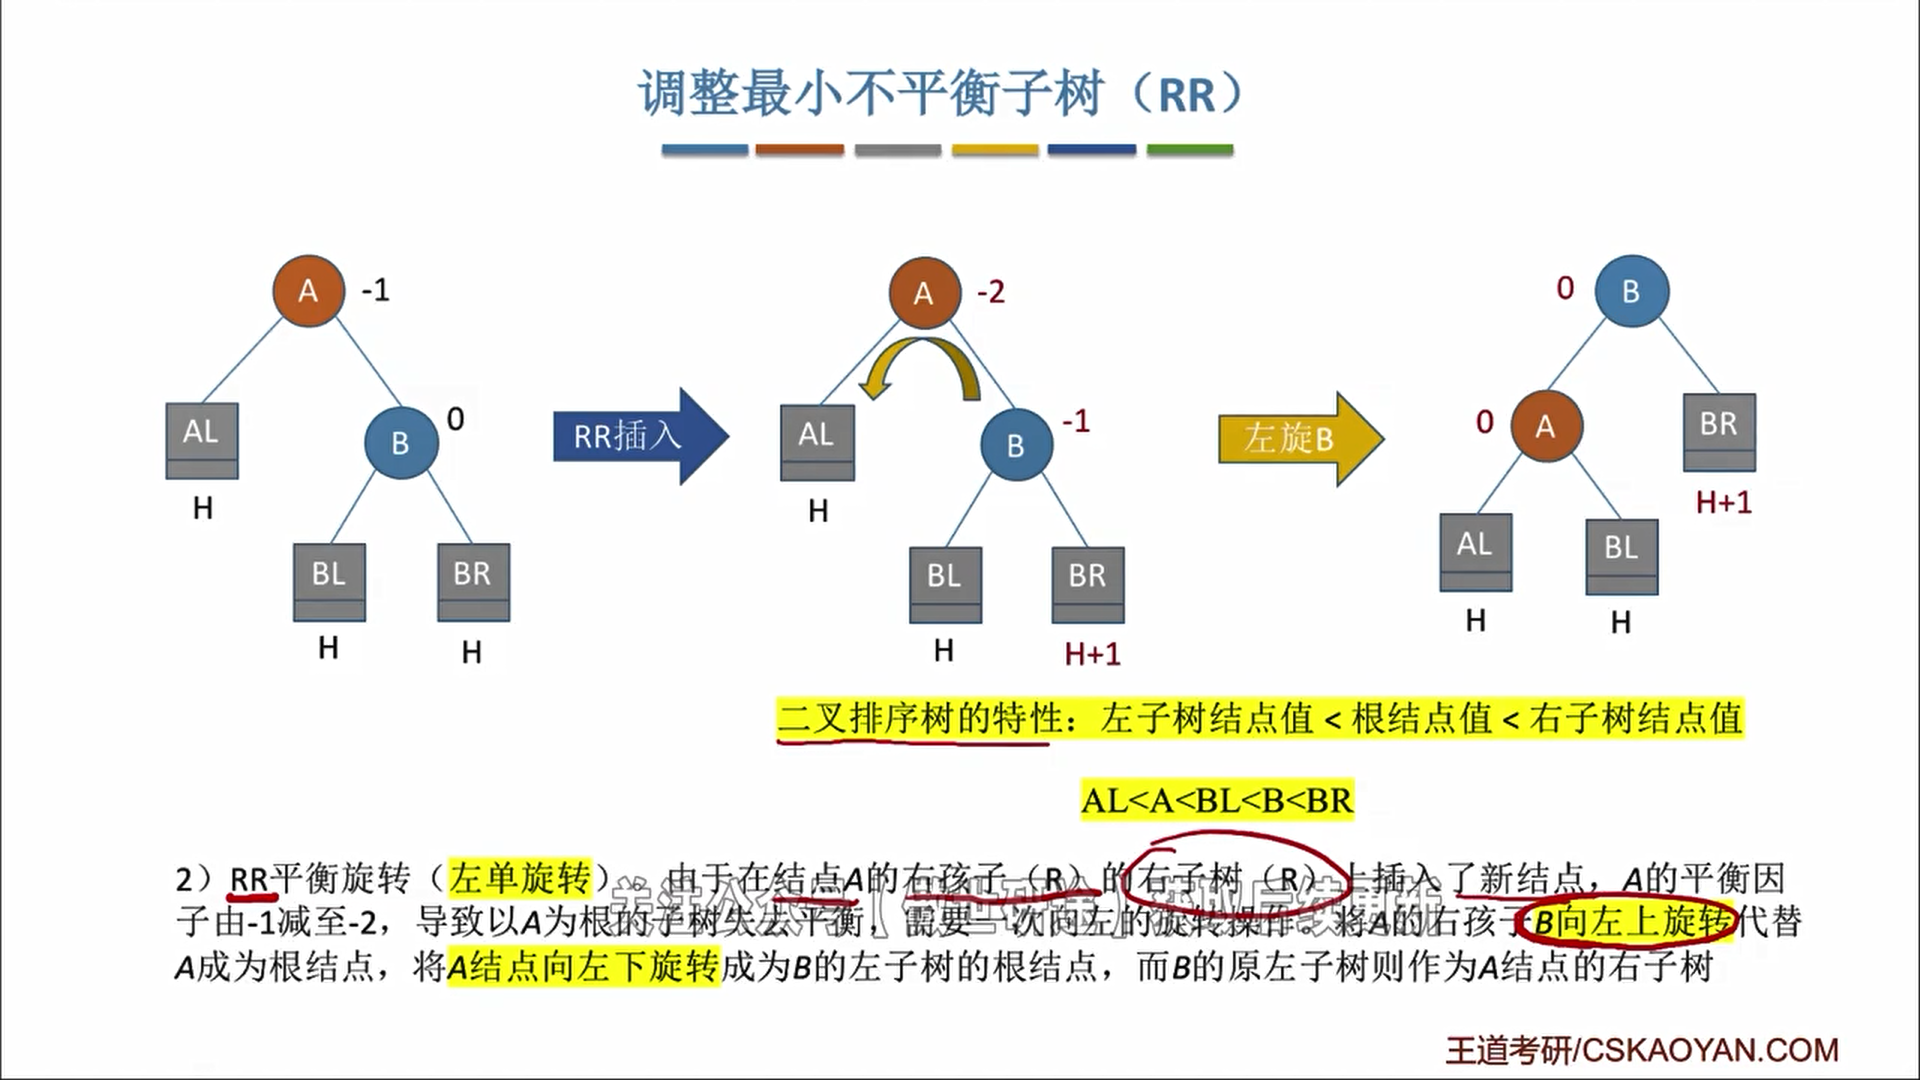 调整最小不平衡子树（RR）
A -1
AL
B 0
H
BL BR
H H
RR插入
A -2
AL
B -1
H
BL BR
H H+1
左旋B
0 B
0 A
BR
H+1
AL BL
H H
二叉排序树的特性：左子树结点值 < 根结点值 < 右子树结点值
AL<A<BL<B<BR
2）RR平衡旋转（左单旋转）。由于在结点A的右孩子（R）的右子树（R）上插入了新结点，A的平衡因
子由-1减至-2，导致以A为根的子树失去平衡，需要一次向左的旋转操作。将A的右孩子B向左上旋转代替
A成为根结点，将A结点向左下旋转成为B的左子树的根结点，而B的原左子树则作为A结点的右子树
王道考研/CSKAOYAN.COM